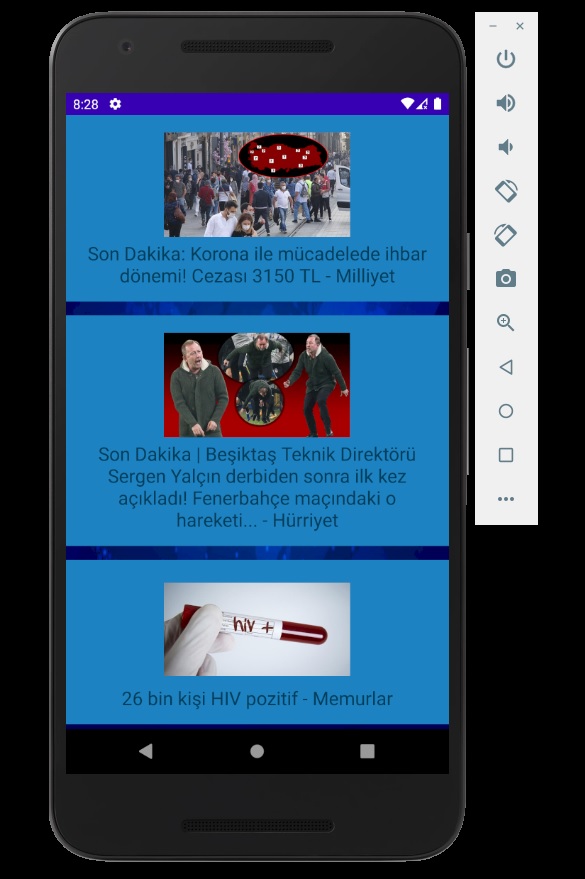 8:28
Son Dakika: Korona ile mücadelede ihbar
dönemi! Cezası 3150 TL - Milliyet
Son Dakika | Beşiktaş Teknik Direktörü
Sergen Yalçın derbiden sonra ilk kez
açıkladı! Fenerbahçe maçındaki o
hareketi... - Hürriyet
hiv +
26 bin kişi HIV pozitif - Memurlar